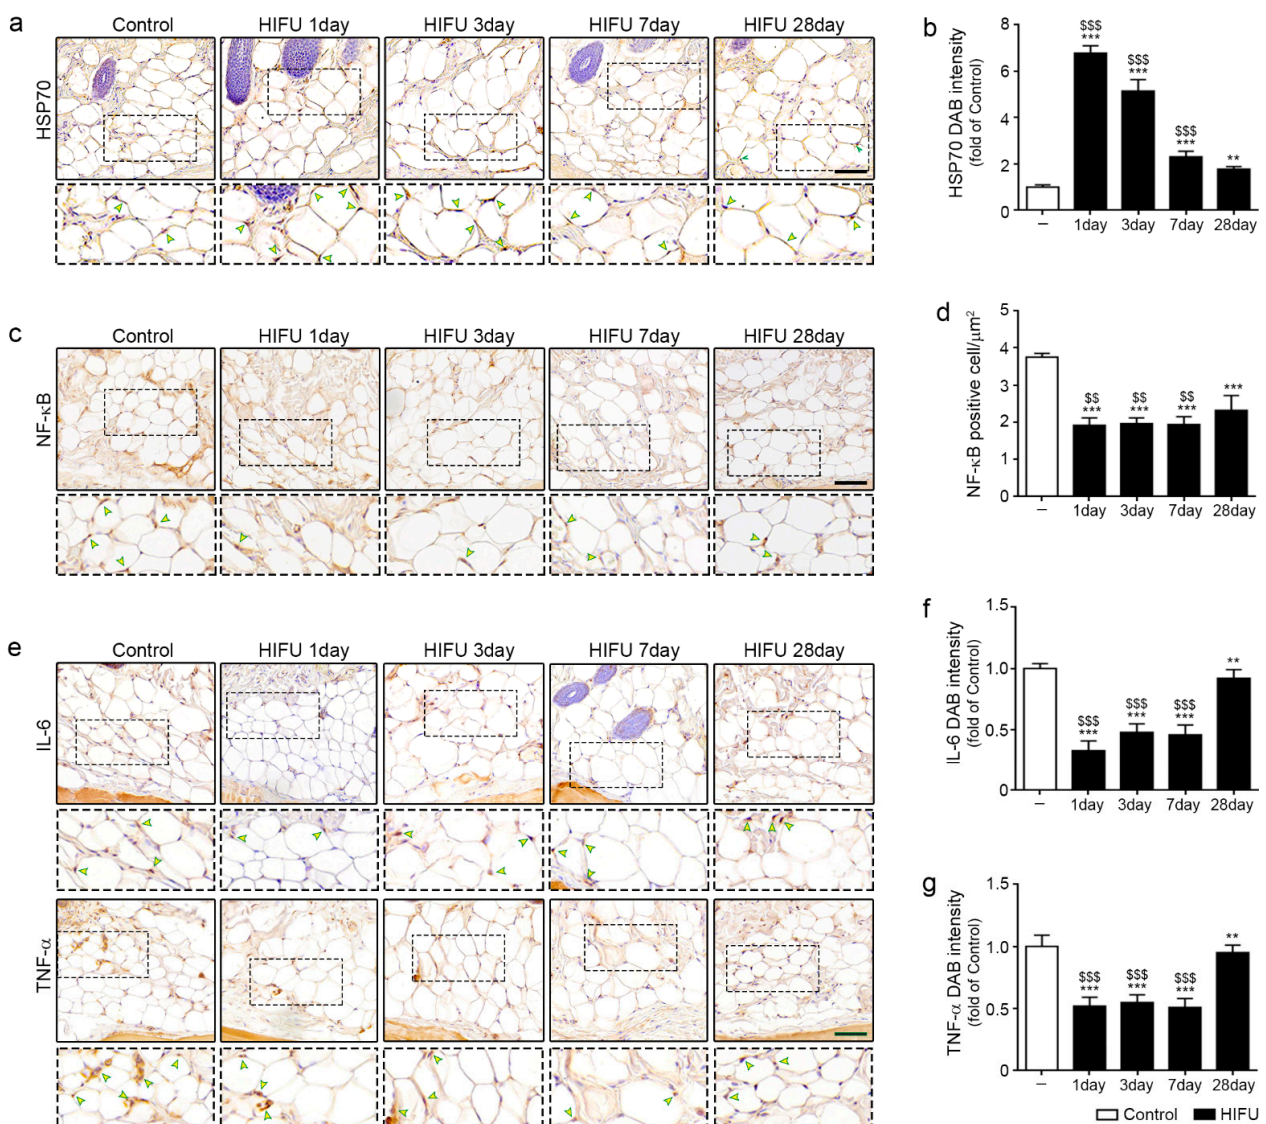 a
Control
HIFU 1day
HIFU 3day
HIFU 7day
HIFU 28day
HSP70
b
HSP70 DAB intensity
(fold of Control)
8
6
4
2
0
$$$
***
$$$
***
$$$
***
**
–
1day
3day
7day
28day
c
Control
HIFU 1day
HIFU 3day
HIFU 7day
HIFU 28day
NF-κB
d
NF-κB positive cell/μm²
5
4
3
2
1
0
$$
***
$$
***
$$
***
***
–
1day
3day
7day
28day
e
Control
HIFU 1day
HIFU 3day
HIFU 7day
HIFU 28day
IL-6
TNF-α
f
IL-6 DAB intensity
(fold of Control)
1.5
1.0
0.5
0
$$$
***
$$$
***
$$$
***
**
–
1day
3day
7day
28day
g
TNF-α DAB intensity
(fold of Control)
1.5
1.0
0.5
0
$$$
***
$$$
***
$$$
***
**
–
1day
3day
7day
28day
Control
HIFU